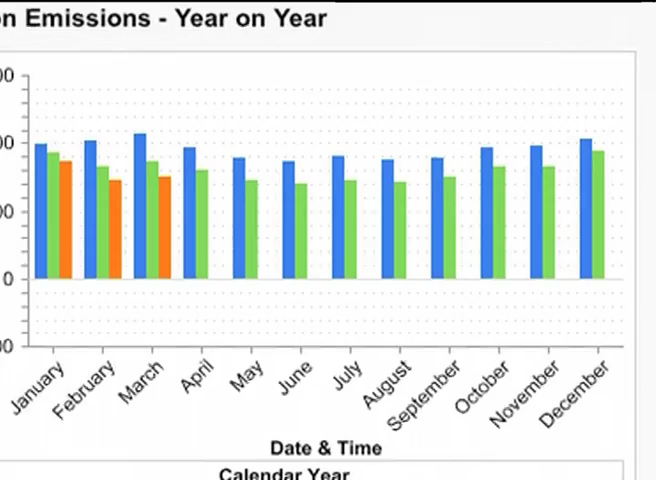 n Emissions - Year on Year
00
00
00
0
00
January February March April May June July August September October November December
Date & Time
Calendar Year